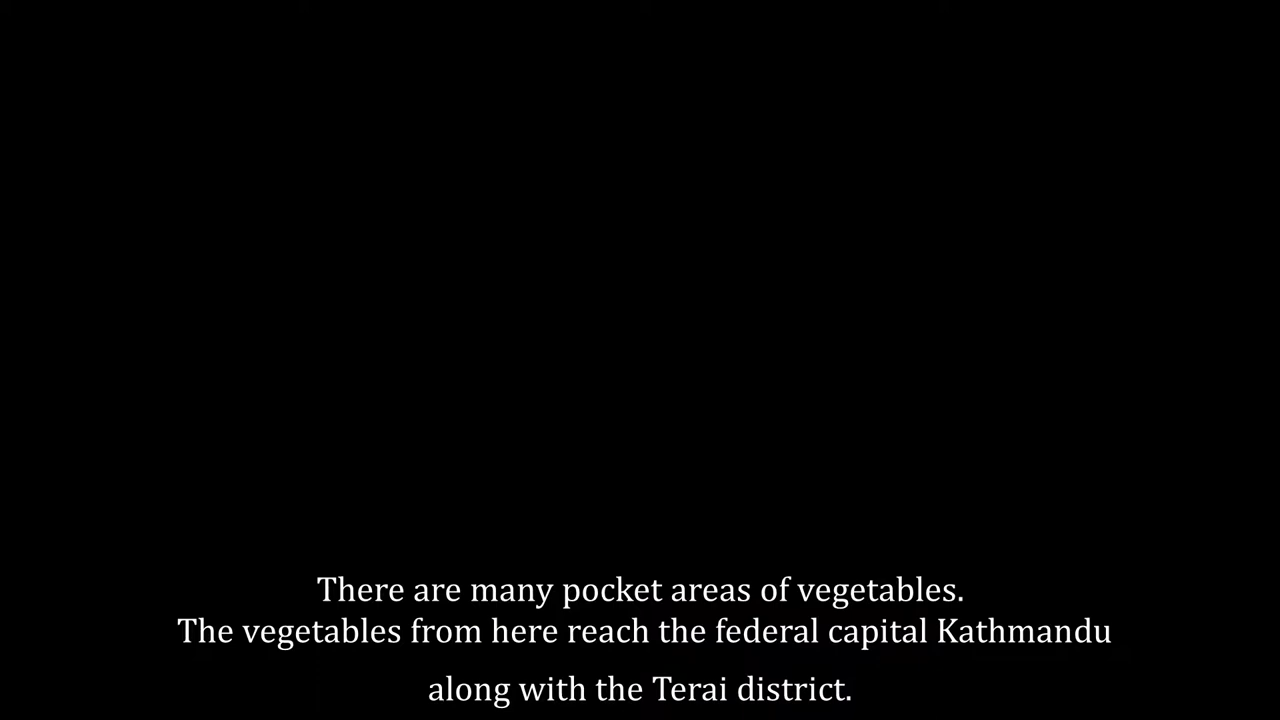 There are many pocket areas of vegetables.
The vegetables from here reach the federal capital Kathmandu
along with the Terai district.